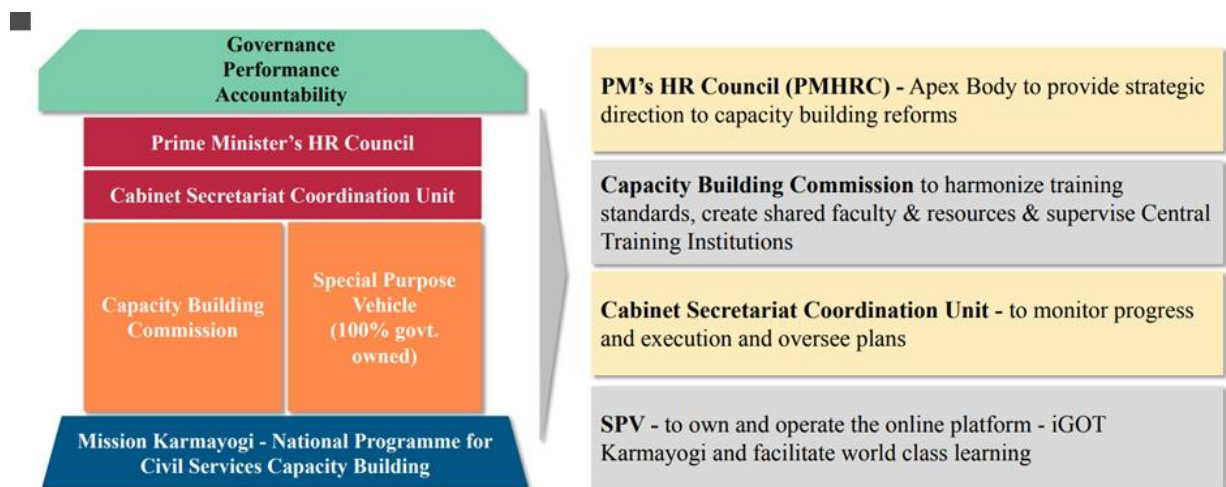 Governance
Performance
Accountability
Prime Minister’s HR Council
Cabinet Secretariat Coordination Unit
Capacity Building
Commission
Special Purpose
Vehicle
(100% govt.
owned)
Mission Karmayogi - National Programme for
Civil Services Capacity Building
PM’s HR Council (PMHRC) - Apex Body to provide strategic
direction to capacity building reforms
Capacity Building Commission to harmonize training
standards, create shared faculty & resources & supervise Central
Training Institutions
Cabinet Secretariat Coordination Unit - to monitor progress
and execution and oversee plans
SPV - to own and operate the online platform - iGOT
Karmayogi and facilitate world class learning